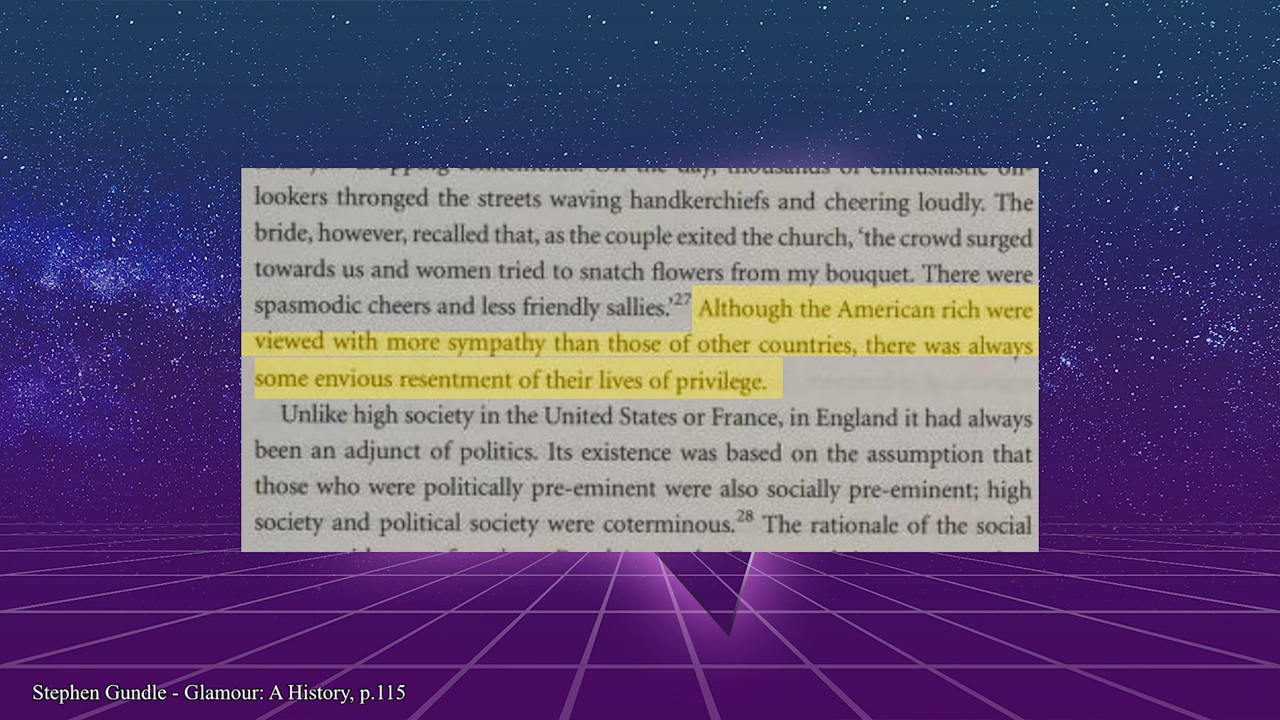 thousands of enthusiastic on-
lookers thronged the streets waving handkerchiefs and cheering loudly. The
bride, however, recalled that, as the couple exited the church, ‘the crowd surged
towards us and women tried to snatch flowers from my bouquet. There were
spasmodic cheers and less friendly sallies.’27 Although the American rich were
viewed with more sympathy than those of other countries, there was always
some envious resentment of their lives of privilege.
Unlike high society in the United States or France, in England it had always
been an adjunct of politics. Its existence was based on the assumption that
those who were politically pre-eminent were also socially pre-eminent; high
society and political society were coterminous.28 The rationale of the social
Stephen Gundle - Glamour: A History, p.115